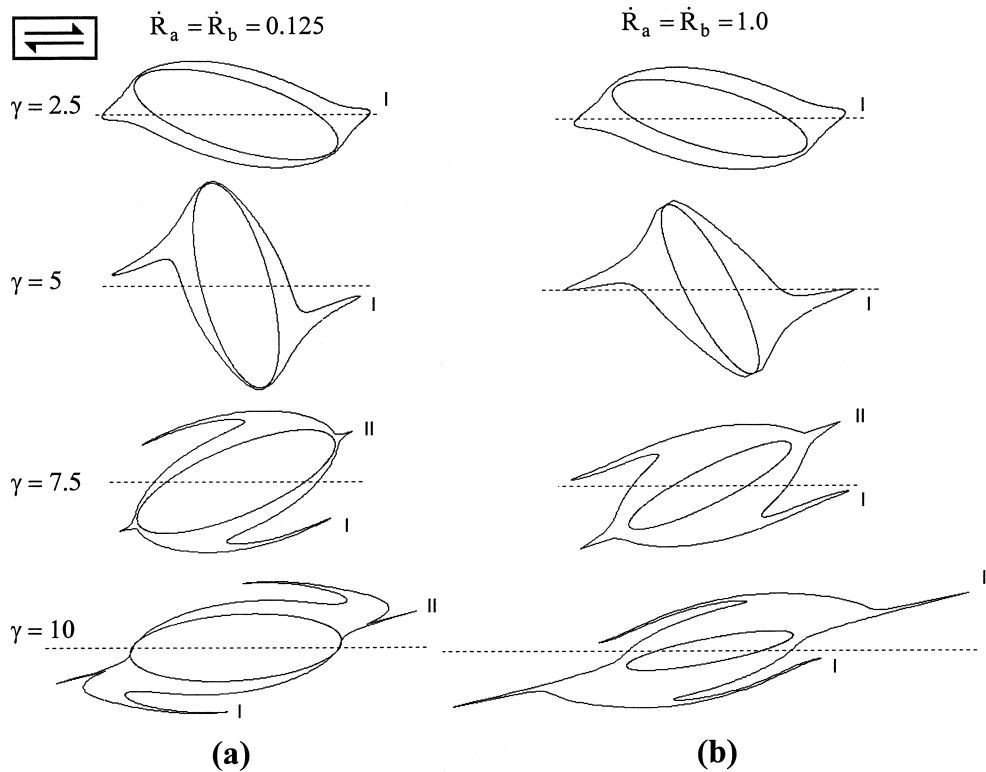 Ṙa = Ṙb = 0.125
Ṙa = Ṙb = 1.0
γ = 2.5
I
I
γ = 5
I
I
γ = 7.5
II
I
II
I
γ = 10
II
I
I
I
(a)
(b)